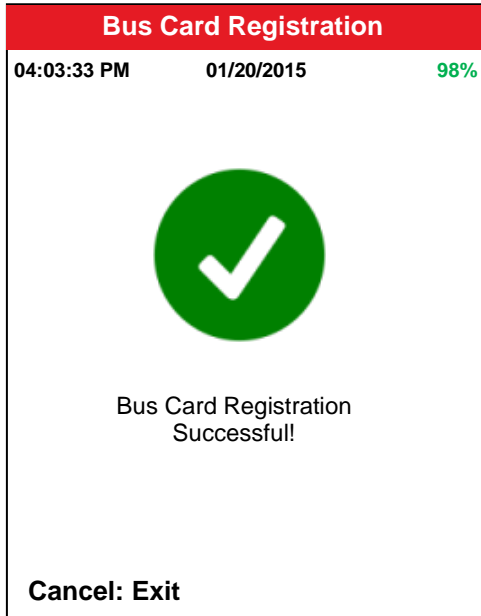 Bus Card Registration
04:03:33 PM 01/20/2015 98%
Bus Card Registration
Successful!
Cancel: Exit